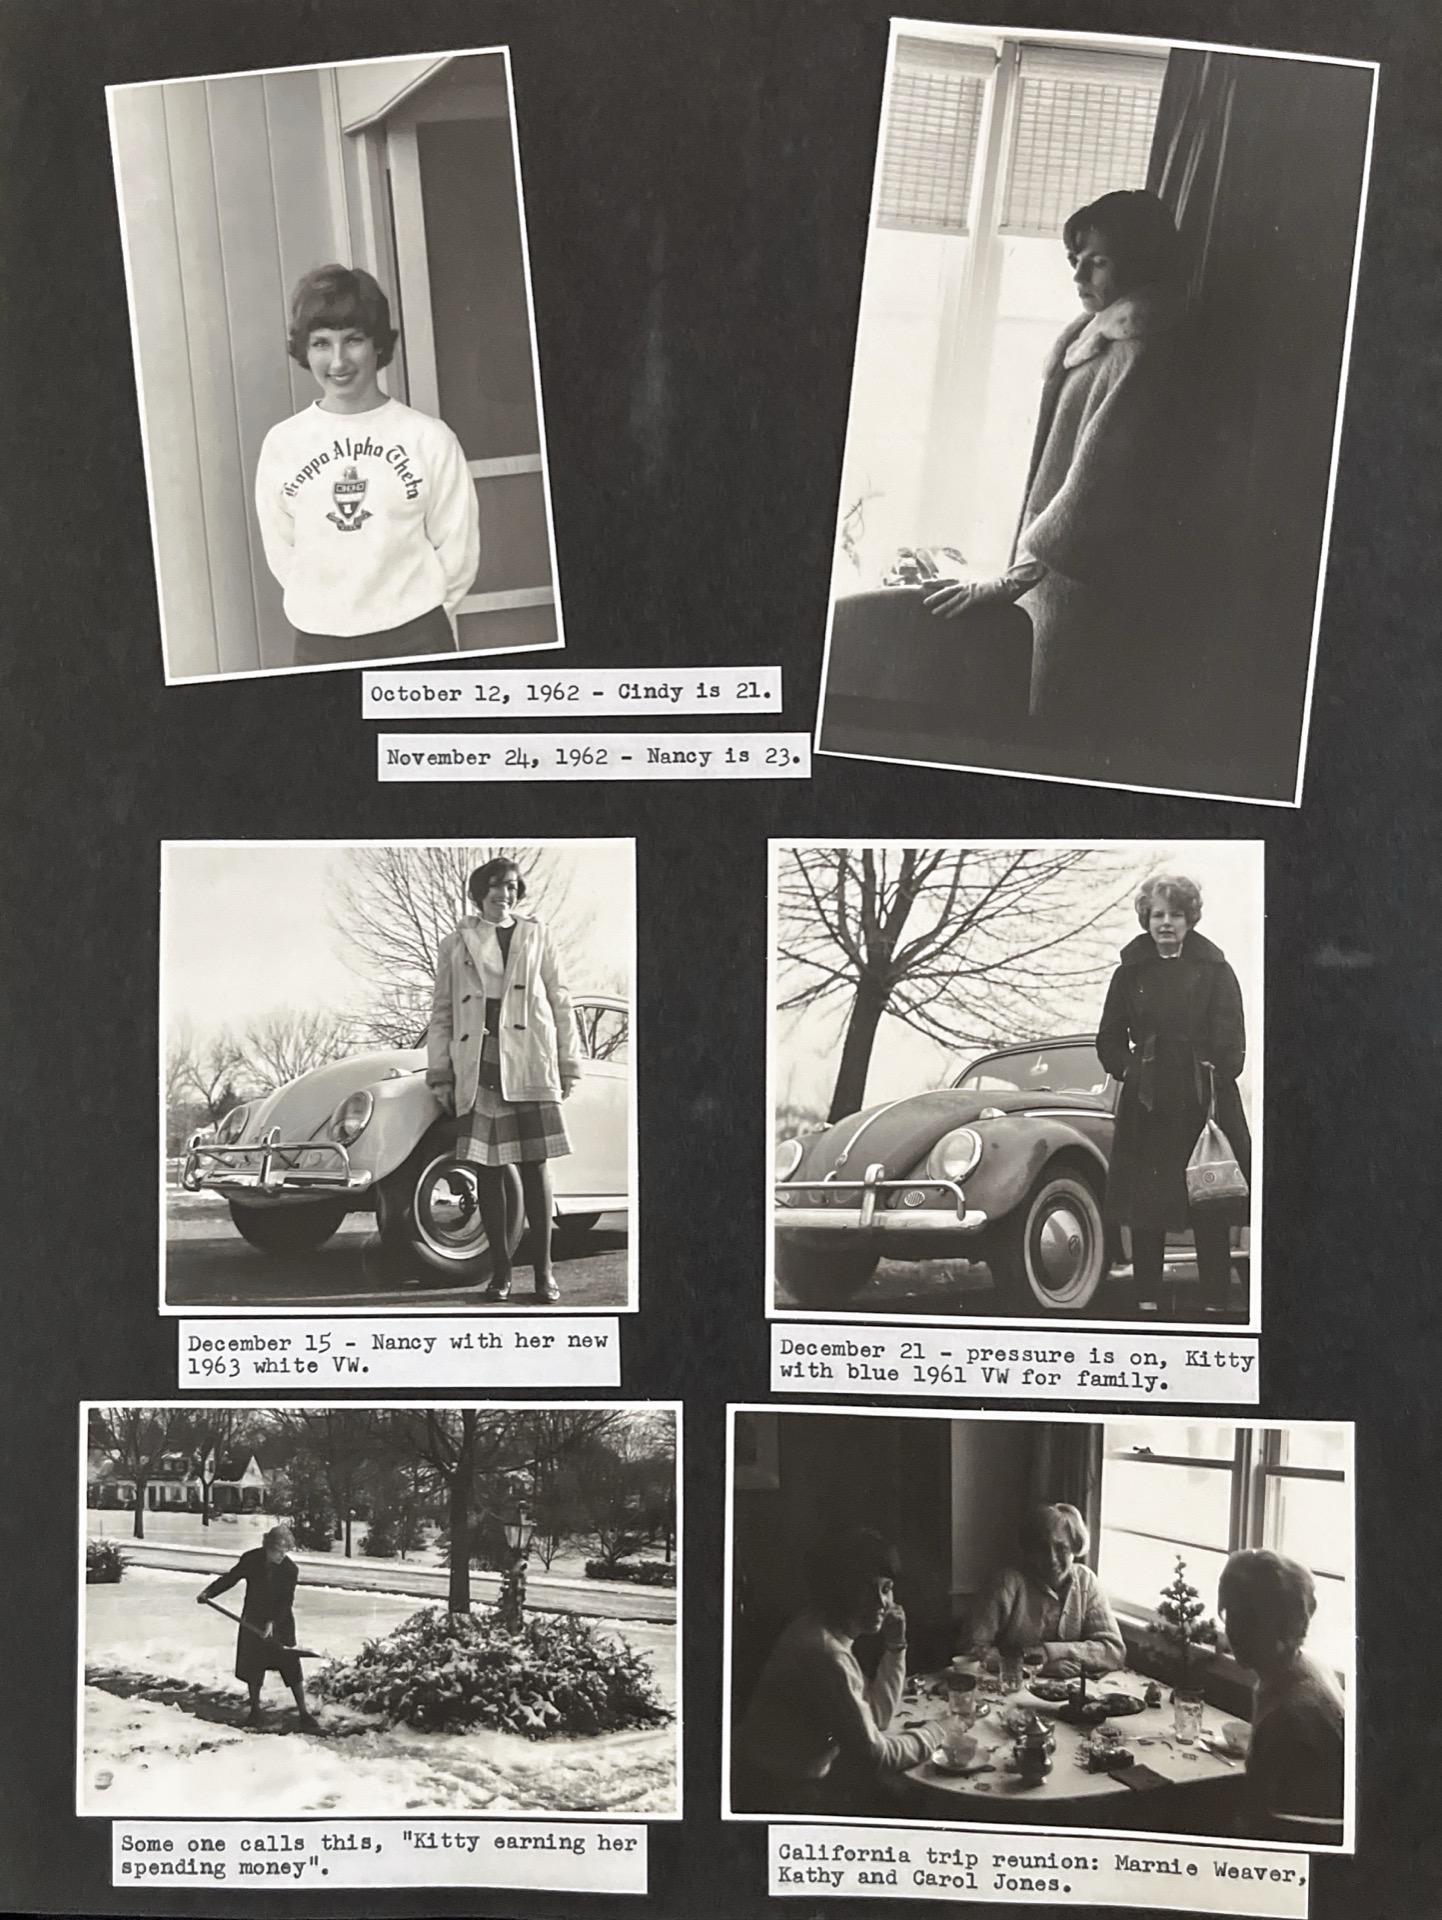 Kappa Alpha Theta
October 12, 1962 - Cindy is 21.
November 24, 1962 - Nancy is 23.
December 15 - Nancy with her new
1963 white VW.
December 21 - pressure is on, Kitty
with blue 1961 VW for family.
Some one calls this, "Kitty earning her
spending money".
California trip reunion: Marnie Weaver,
Kathy and Carol Jones.